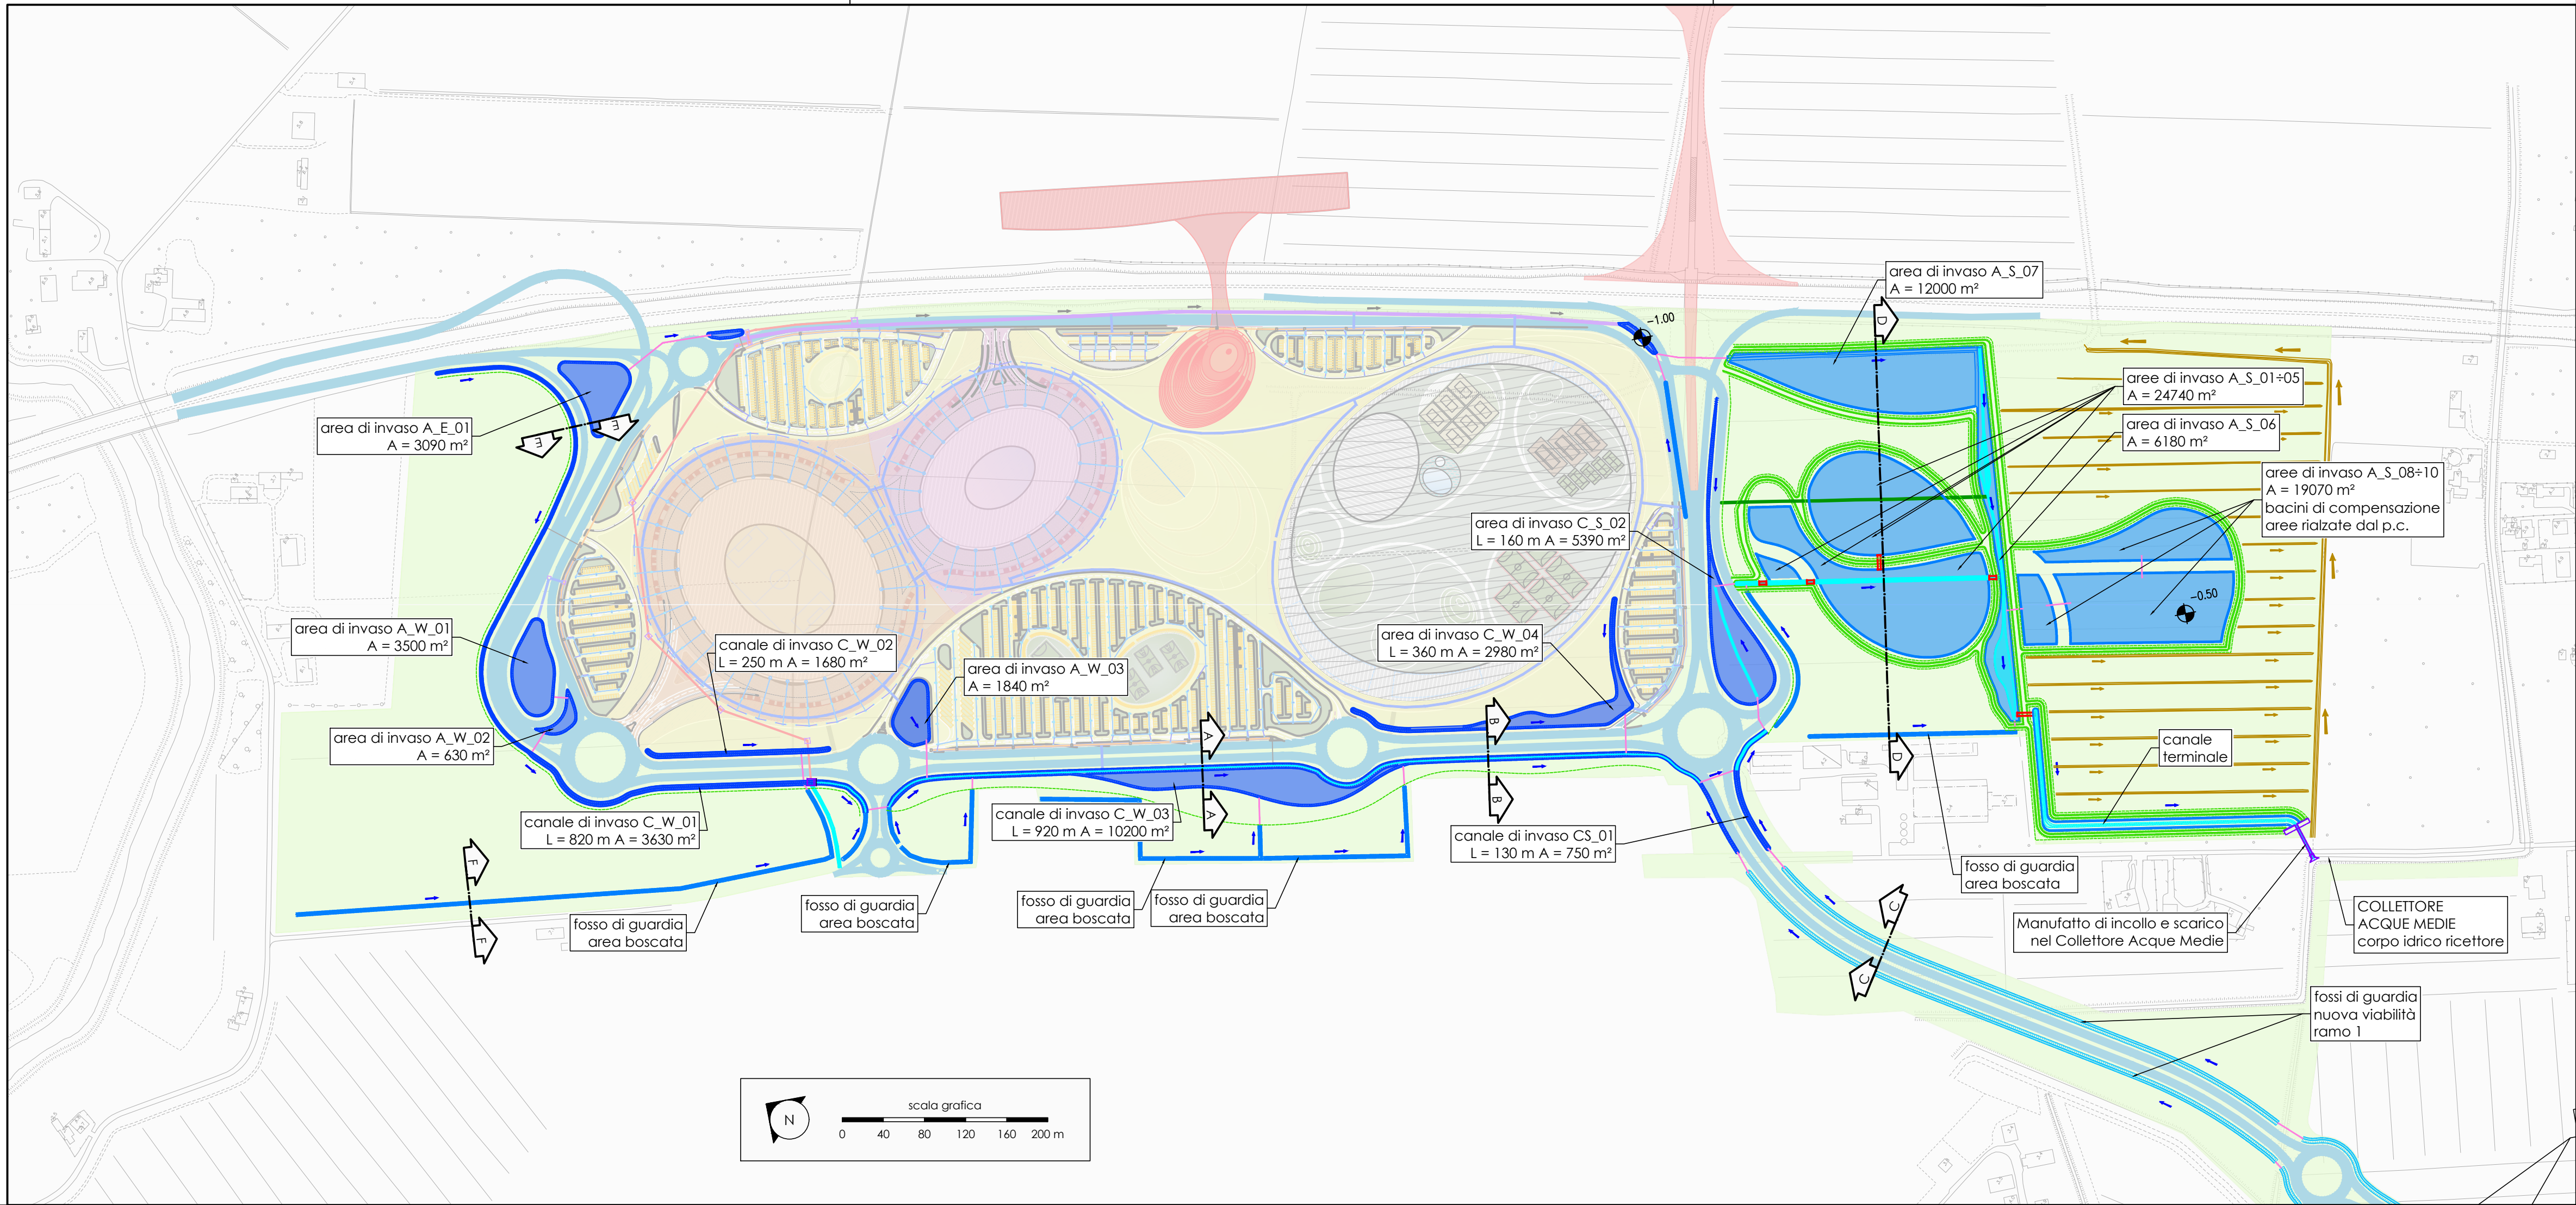 area di invaso A_S_07
A = 12000 m²
-1.00
D
aree di invaso A_S_01÷05
A = 24740 m²
area di invaso A_S_06
A = 6180 m²
area di invaso A_E_01
A = 3090 m²
E
E
aree di invaso A_S_08÷10
A = 19070 m²
bacini di compensazione
aree rialzate dal p.c.
area di invaso C_S_02
L = 160 m A = 5390 m²
-0.50
area di invaso A_W_01
A = 3500 m²
canale di invaso C_W_02
L = 250 m A = 1680 m²
area di invaso A_W_03
A = 1840 m²
area di invaso C_W_04
L = 360 m A = 2980 m²
area di invaso A_W_02
A = 630 m²
A
B
D
canale
terminale
canale di invaso C_W_01
L = 820 m A = 3630 m²
canale di invaso C_W_03
L = 920 m A = 10200 m²
A
B
canale di invaso CS_01
L = 130 m A = 750 m²
F
F
fosso di guardia
area boscata
fosso di guardia
area boscata
fosso di guardia
area boscata
fosso di guardia
area boscata
fosso di guardia
area boscata
C
C
Manufatto di incollo e scarico
nel Collettore Acque Medie
COLLETTORE
ACQUE MEDIE
corpo idrico ricettore
fossi di guardia
nuova viabilità
ramo 1
N
scala grafica
0 40 80 120 160 200 m